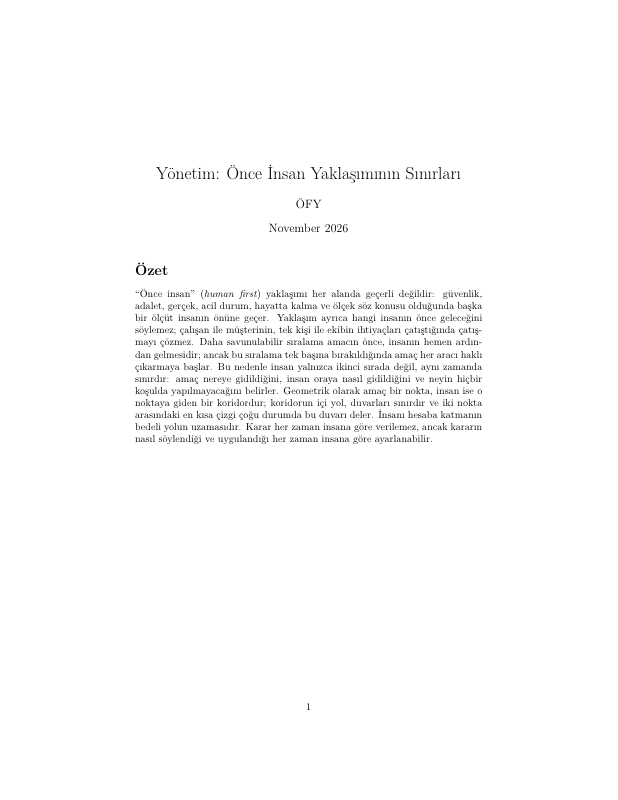 Yönetim: Önce İnsan Yaklaşımının Sınırları
ÖFY
November 2026
Özet
“Önce insan” (human first) yaklaşımı her alanda geçerli değildir: güvenlik,
adalet, gerçek, acil durum, hayatta kalma ve ölçek söz konusu olduğunda başka
bir ölçüt insanın önüne geçer. Yaklaşım ayrıca hangi insanın önce geleceğini
söylemez; çalışan ile müşterinin, tek kişi ile ekibin ihtiyaçları çatıştığında çatış-
mayı çözmez. Daha savunulabilir sıralama amacın önce, insanın hemen ardın-
dan gelmesidir; ancak bu sıralama tek başına bırakıldığında amaç her aracı haklı
çıkarmaya başlar. Bu nedenle insan yalnızca ikinci sırada değil, aynı zamanda
sınırdır: amaç nereye gidildiğini, insan oraya nasıl gidildiğini ve neyin hiçbir
koşulda yapılmayacağını belirler. Geometrik olarak amaç bir nokta, insan ise o
noktaya giden bir koridordur; koridorun içi yol, duvarları sınırdır ve iki nokta
arasındaki en kısa çizgi çoğu durumda bu duvarı deler. İnsanı hesaba katmanın
bedeli yolun uzamasıdır. Karar her zaman insana göre verilemez, ancak kararın
nasıl söylendiği ve uygulandığı her zaman insana göre ayarlanabilir.
1